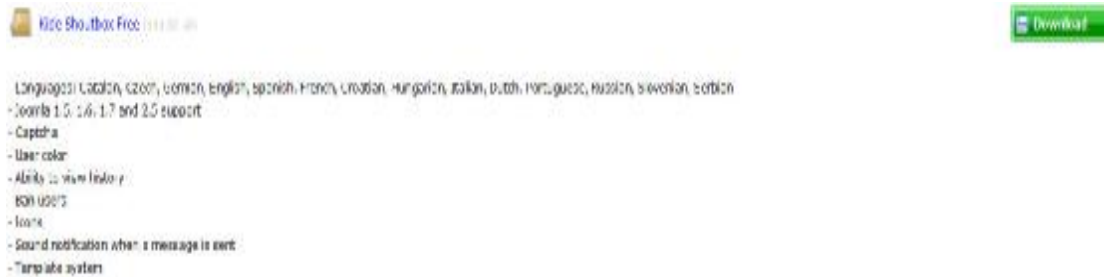 Kide Shoutbox Free
Download
Languages: Catalan, Czech, German, English, Spanish, French, Croatian, Hungarian, Italian, Dutch, Portuguese, Russian, Slovenian, Serbian
- Joomla 1.5, 1.6, 1.7 and 2.5 support
- Captcha
- User color
- Ability to view history
Ban users
- Icons
- Sound notification when a message is sent
- Template system